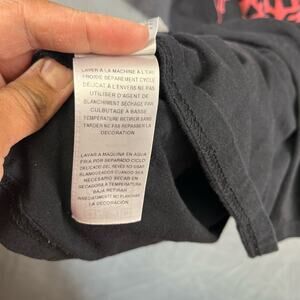 LAVER A LA MACHINE A L'EAU
FROIDE SEPAREMENT CYCLE
DELICAT A L'ENVERS NE PAS
UTILISER D'AGENT DE
BLANCHIMENT SECHAGE PAR
CULBUTAGE A BASSE
TEMPERATURE RETIRER SANS
TARDER NE PAS REPASSER LA
DECORATION
LAVAR A MAQUINA EN AGUA
FRIA POR SEPARADO CICLO
DELICADO DEL REVES NO USAR
BLANQUEADOR CUANDO SEA
NECESARIO SECAR EN
SECADORA A TEMPERATURA
BAJA RETIRAR
INMEDIATAMENTE NO PLANCHAR
LA DECORACION